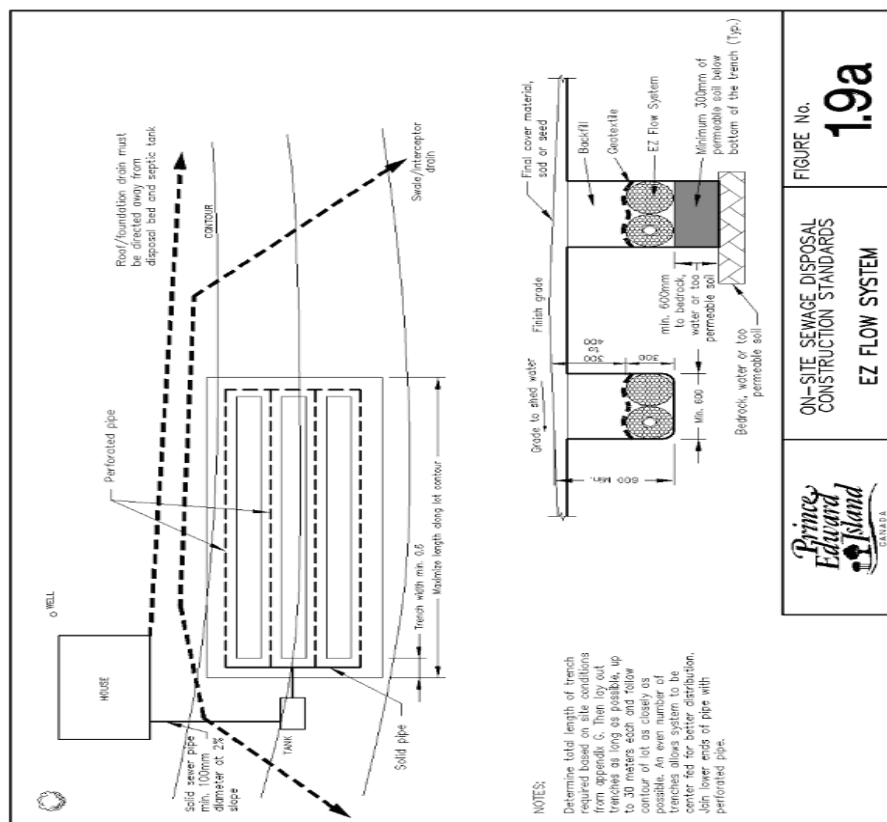 Roof/foundation drain must
be directed away from
disposal bed and septic tank
CONTOUR
Swale/interceptor
drain
Perforated pipe
WELL
HOUSE
Trench width min. 0.6
Maximize length along lot contour
TANK
Solid pipe
Solid sewer pipe
min. 100mm
diameter at 2%
slope
Final cover material,
sod or seed
Backfill
Geotextile
EZ Flow System
Minimum 300mm of
permeable soil below
bottom of the trench (Typ.)
Finish grade
Grade to shed water
min. 600mm
to bedrock,
water or too
permeable soil
300
400
300
600 Min.
Min. 600
Bedrock, water or too
permeable soil
NOTES:
Determine total length of trench
required based on site conditions
from appendix G. Then lay out
trenches as long as possible, up
to 30 meters each and follow
contour of lot as closely as
possible. An even number of
trenches allows system to be
center fed for better distribution.
Join lower ends of pipe with
perforated pipe.
Prince
Edward
Island
CANADA
ON-SITE SEWAGE DISPOSAL
CONSTRUCTION STANDARDS
EZ FLOW SYSTEM
FIGURE No.
1.9a